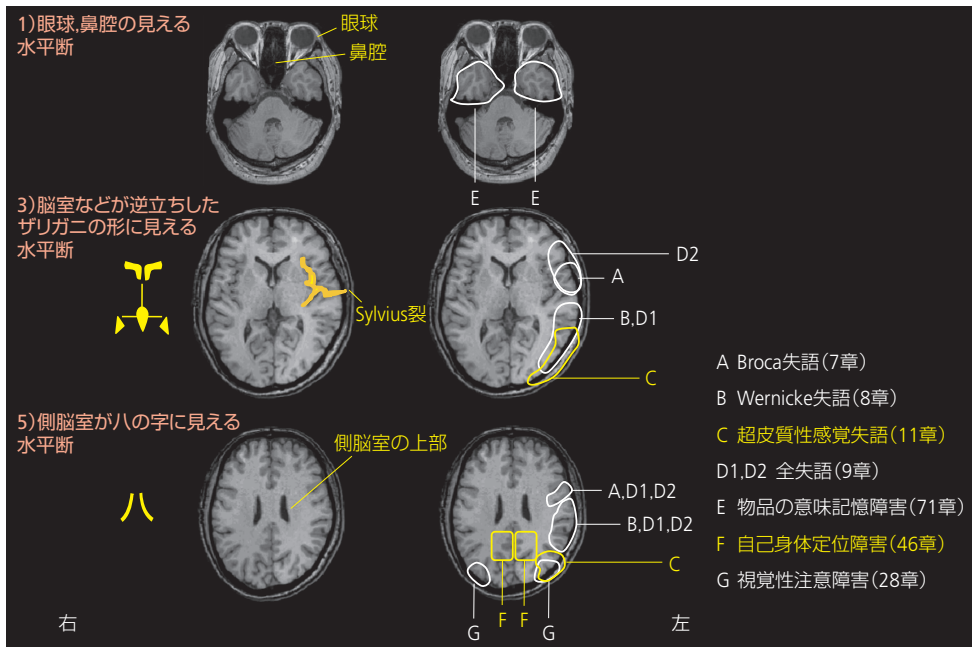 1)眼球,鼻腔の見える
水平断
眼球
鼻腔
E
E
3)脳室などが逆立ちした
ザリガニの形に見える
水平断
Sylvius裂
D2
A
B,D1
C
5)側脳室が八の字に見える
水平断
八
側脳室の上部
A,D1,D2
B,D1,D2
C
F
F
G
G
右
左
A Broca失語(7章)
B Wernicke失語(8章)
C 超皮質性感覚失語(11章)
D1,D2 全失語(9章)
E 物品の意味記憶障害(71章)
F 自己身体定位障害(46章)
G 視覚性注意障害(28章)